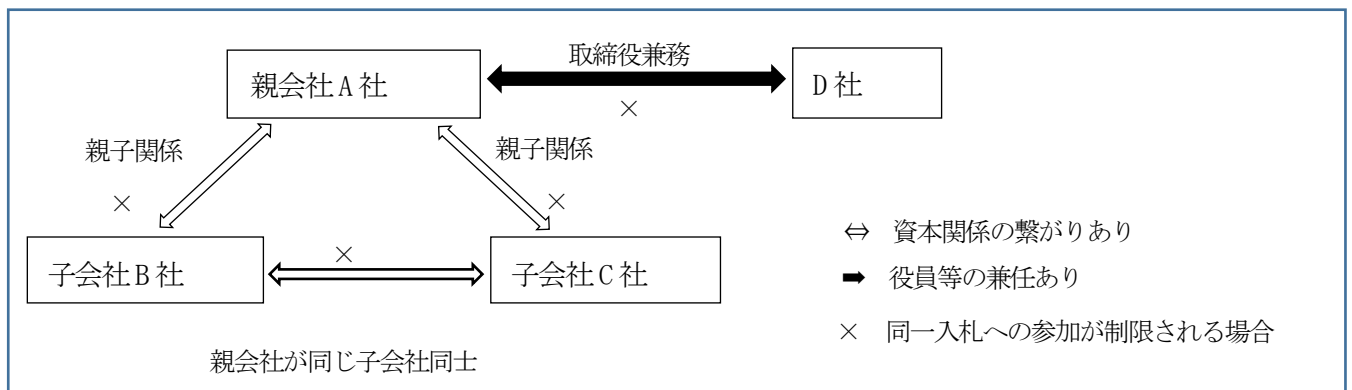 取締役兼務
親会社A社
D社
×
親子関係
親子関係
×
×
子会社B社
×
子会社C社
⇔ 資本関係の繋がりあり
➡ 役員等の兼任あり
× 同一入札への参加が制限される場合
親会社が同じ子会社同士